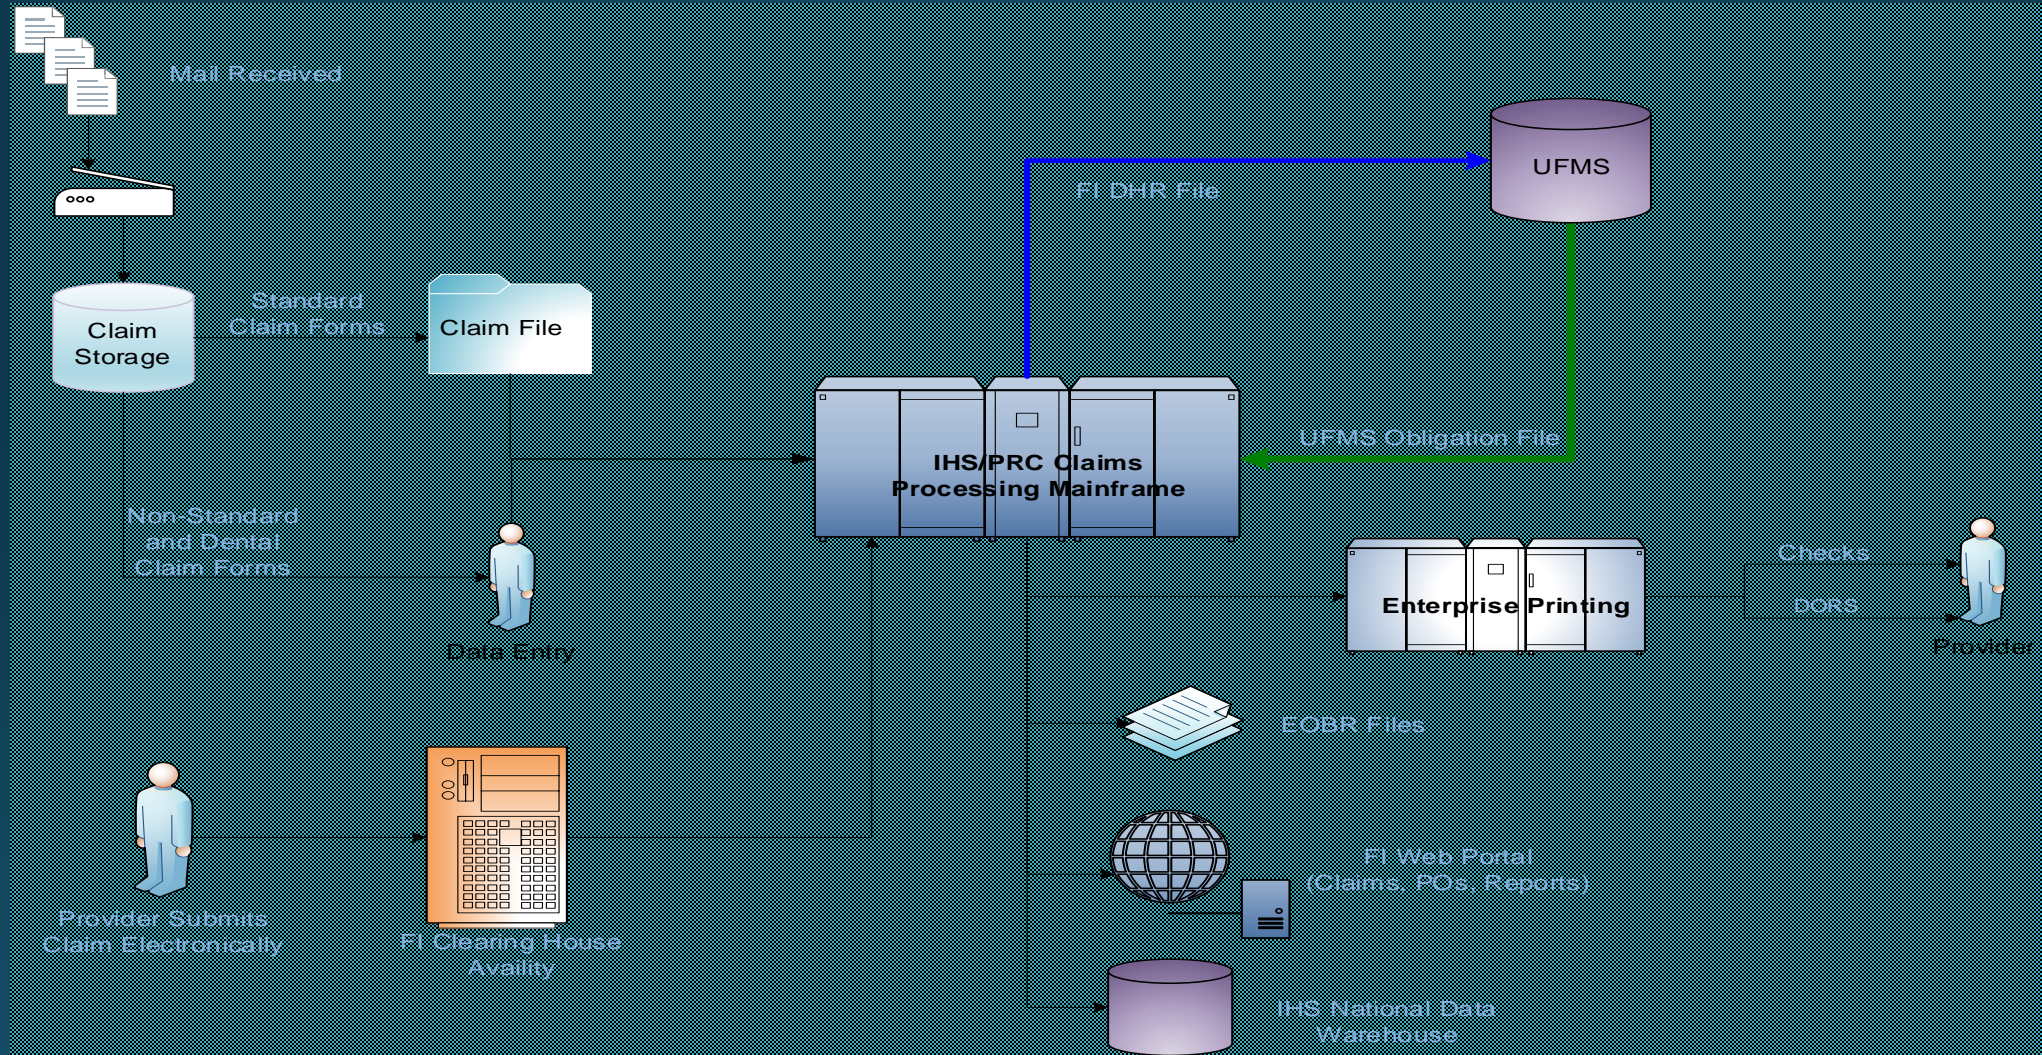 Mail Received
UFMS
FI DHR File
Claim
Storage
Standard
Claim Forms
Claim File
UFMS Obligation File
IHS/PRC Claims
Processing Mainframe
Non-Standard
and Dental
Claim Forms
Data Entry
Enterprise Printing
Checks
DORS
Provider
EOBR Files
Provider Submits
Claim Electronically
FI Clearing House
Availity
FI Web Portal
(Claims, POs, Reports)
IHS National Data
Warehouse